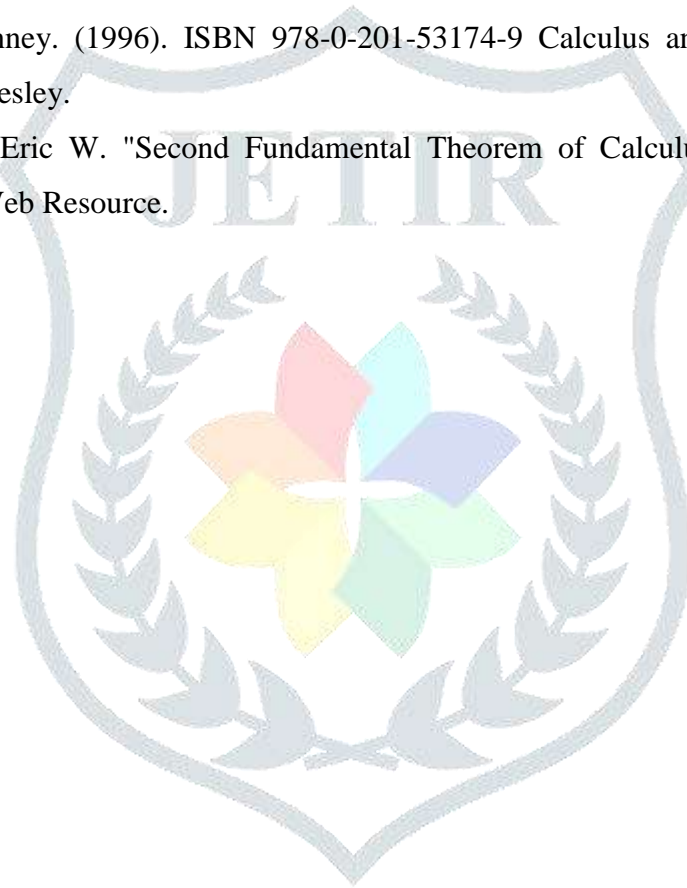 nney. (1996). ISBN 978-0-201-53174-9 Calculus an
esley.
Eric W. "Second Fundamental Theorem of Calculu
Veb Resource.
JETIR